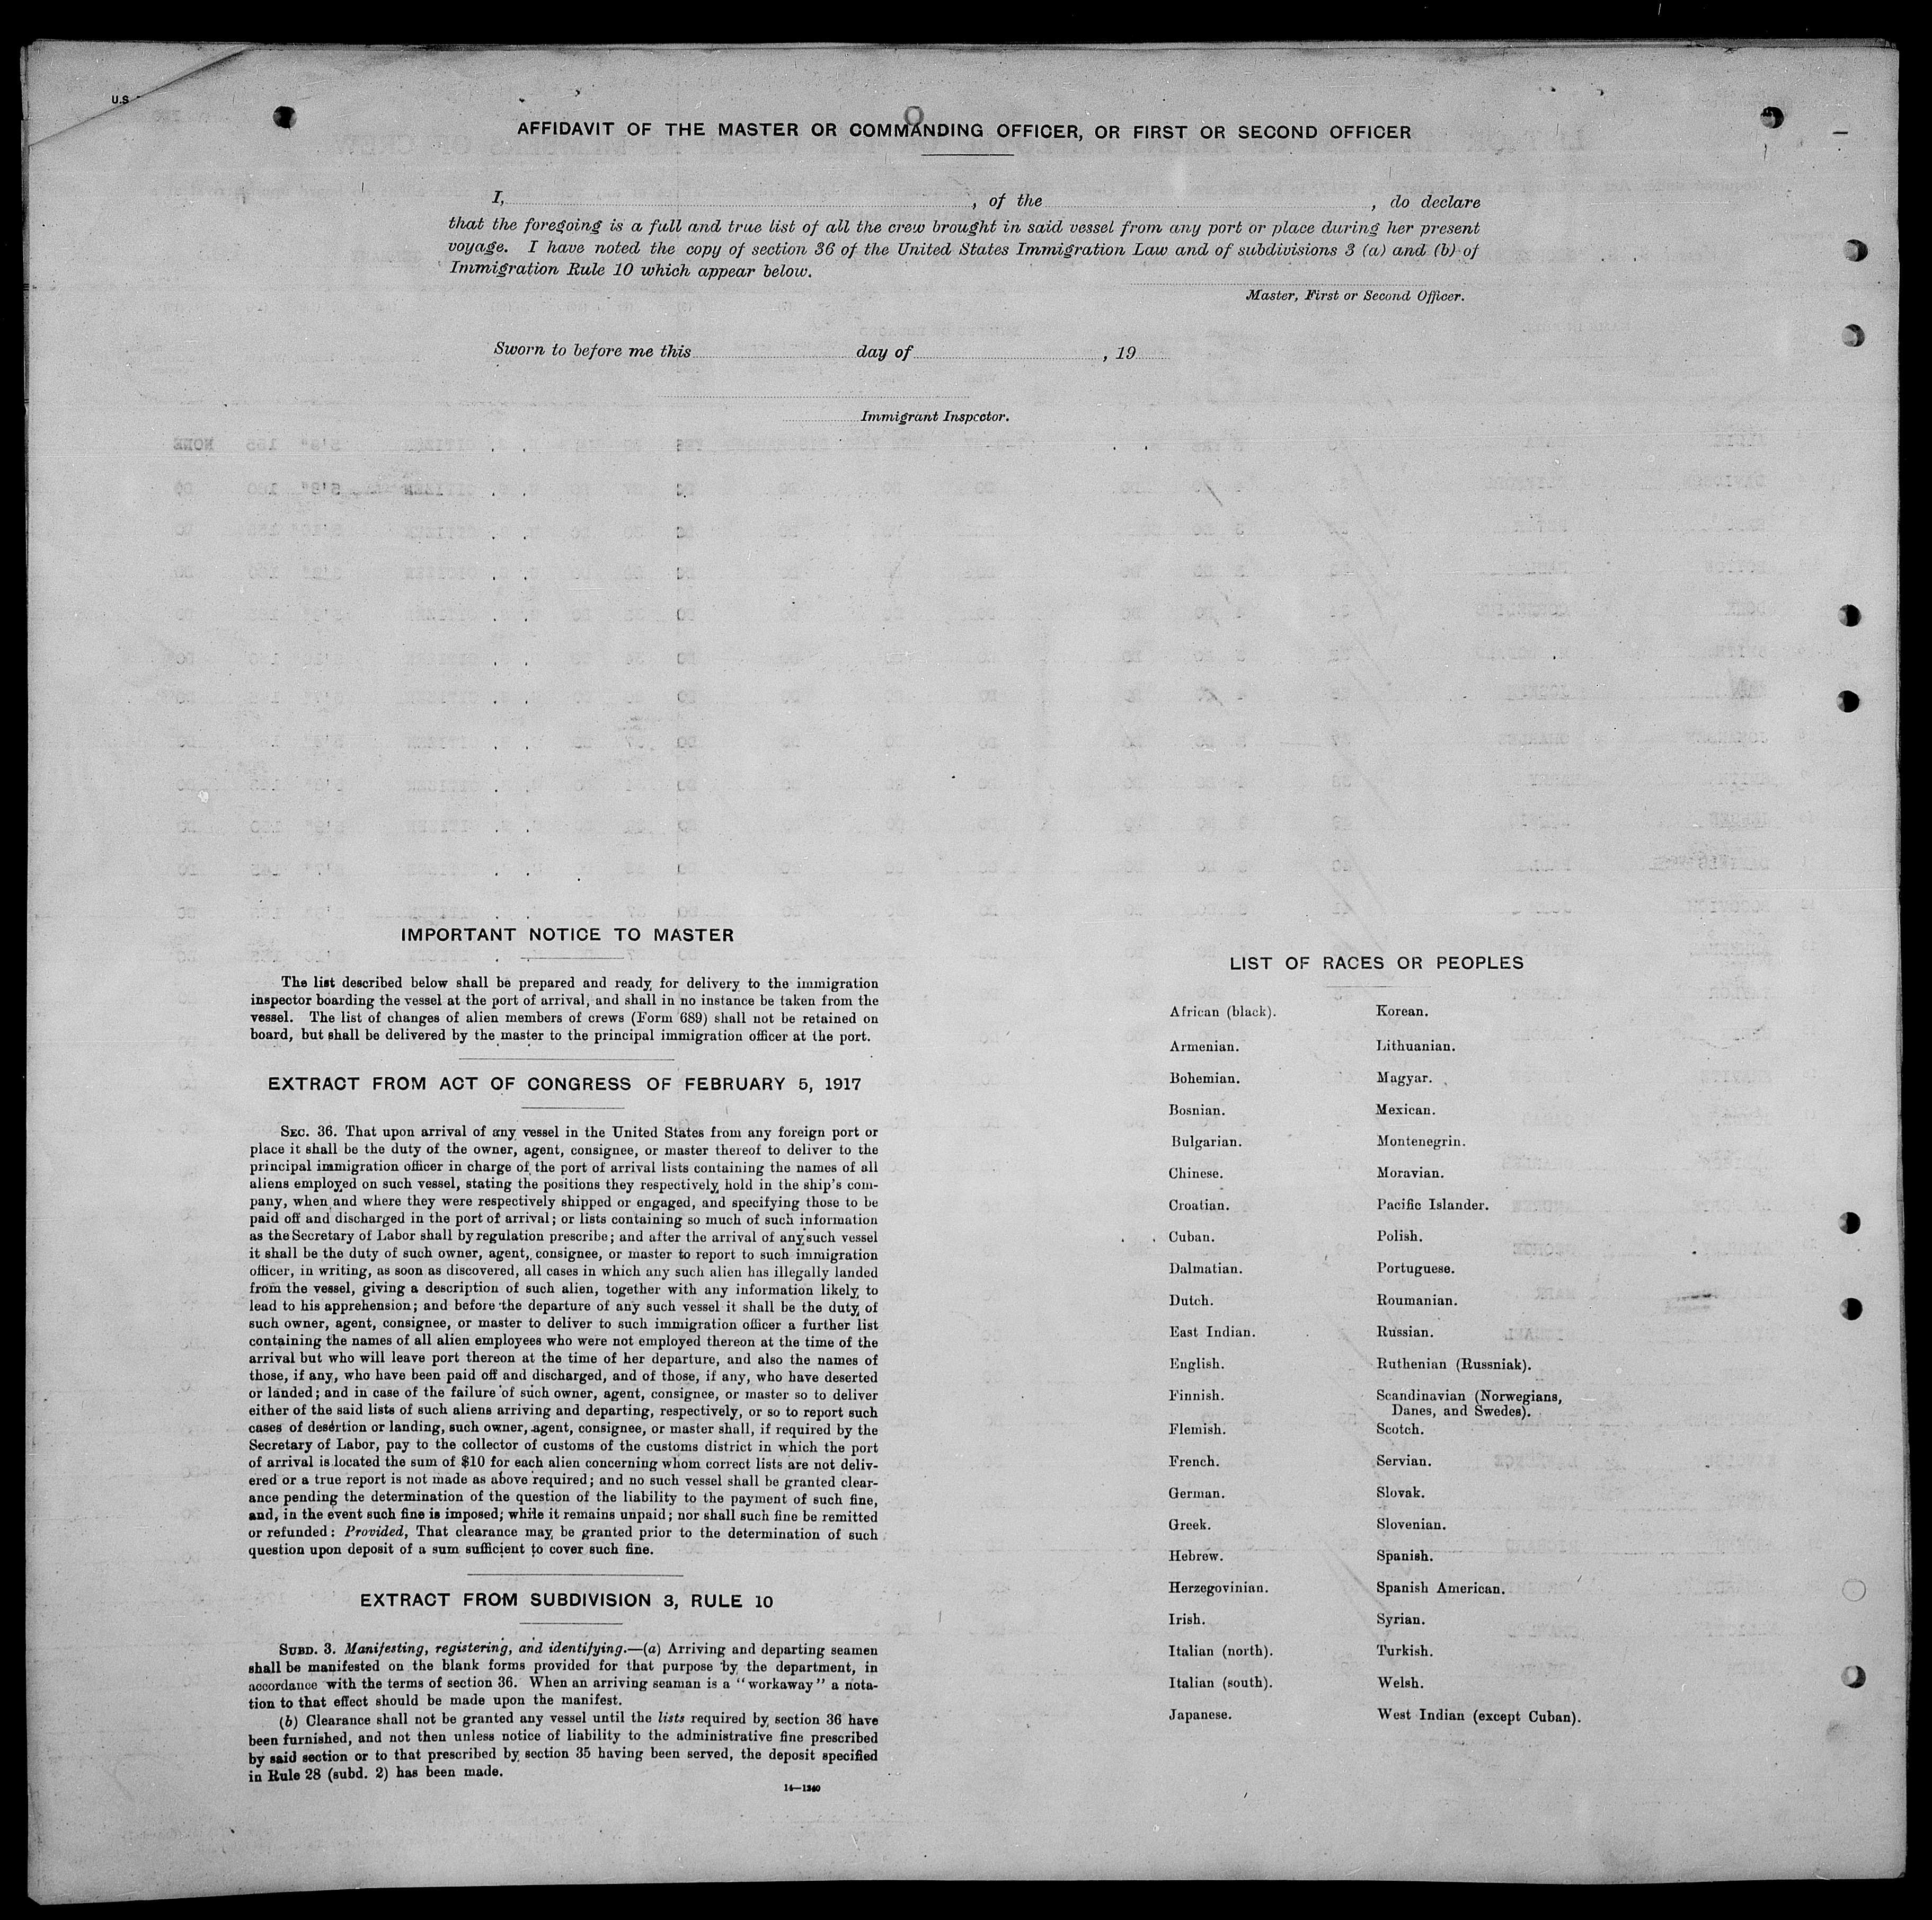 U.S.
AFFIDAVIT OF THE MASTER OR COMMANDING OFFICER, OR FIRST OR SECOND OFFICER
I, , of the , do declare
that the foregoing is a full and true list of all the crew brought in said vessel from any port or place during her present
voyage. I have noted the copy of section 36 of the United States Immigration Law and of subdivisions 3 (a) and (b) of
Immigration Rule 10 which appear below.
Master, First or Second Officer.
Sworn to before me this day of , 19
Immigrant Inspector.
IMPORTANT NOTICE TO MASTER
The list described below shall be prepared and ready for delivery to the immigration
inspector boarding the vessel at the port of arrival, and shall in no instance be taken from the
vessel. The list of changes of alien members of crews (Form 689) shall not be retained on
board, but shall be delivered by the master to the principal immigration officer at the port.
EXTRACT FROM ACT OF CONGRESS OF FEBRUARY 5, 1917
SEC. 36. That upon arrival of any vessel in the United States from any foreign port or
place it shall be the duty of the owner, agent, consignee, or master thereof to deliver to the
principal immigration officer in charge of the port of arrival lists containing the names of all
aliens employed on such vessel, stating the positions they respectively hold in the ship's com-
pany, when and where they were respectively shipped or engaged, and specifying those to be
paid off and discharged in the port of arrival; or lists containing so much of such information
as the Secretary of Labor shall by regulation prescribe; and after the arrival of any such vessel
it shall be the duty of such owner, agent, consignee, or master to report to such immigration
officer, in writing, as soon as discovered, all cases in which any such alien has illegally landed
from the vessel, giving a description of such alien, together with any information likely to
lead to his apprehension; and before the departure of any such vessel it shall be the duty of
such owner, agent, consignee, or master to deliver to such immigration officer a further list
containing the names of all alien employees who were not employed thereon at the time of the
arrival but who will leave port thereon at the time of her departure, and also the names of
those, if any, who have been paid off and discharged, and of those, if any, who have deserted
or landed; and in case of the failure of such owner, agent, consignee, or master so to deliver
either of the said lists of such aliens arriving and departing, respectively, or so to report such
cases of desertion or landing, such owner, agent, consignee, or master shall, if required by the
Secretary of Labor, pay to the collector of customs of the customs district in which the port
of arrival is located the sum of $10 for each alien concerning whom correct lists are not deliv-
ered or a true report is not made as above required; and no such vessel shall be granted clear-
ance pending the determination of the question of the liability to the payment of such fine,
and, in the event such fine is imposed; while it remains unpaid; nor shall such fine be remitted
or refunded: Provided, That clearance may be granted prior to the determination of such
question upon deposit of a sum sufficient to cover such fine.
EXTRACT FROM SUBDIVISION 3, RULE 10
SUBD. 3. Manifesting, registering, and identifying.—(a) Arriving and departing seamen
shall be manifested on the blank forms provided for that purpose by the department, in
accordance with the terms of section 36. When an arriving seaman is a "workaway" a nota-
tion to that effect should be made upon the manifest.
(b) Clearance shall not be granted any vessel until the lists required by section 36 have
been furnished, and not then unless notice of liability to the administrative fine prescribed
by said section or to that prescribed by section 35 having been served, the deposit specified
in Rule 28 (subd. 2) has been made.
14—1240
LIST OF RACES OR PEOPLES
African (black). Korean.
Armenian. Lithuanian.
Bohemian. Magyar.
Bosnian. Mexican.
Bulgarian. Montenegrin.
Chinese. Moravian.
Croatian. Pacific Islander.
Cuban. Polish.
Dalmatian. Portuguese.
Dutch. Roumanian.
East Indian. Russian.
English. Ruthenian (Russniak).
Finnish. Scandinavian (Norwegians,
Danes, and Swedes).
Flemish. Scotch.
French. Servian.
German. Slovak.
Greek. Slovenian.
Hebrew. Spanish.
Herzegovinian. Spanish American.
Irish. Syrian.
Italian (north). Turkish.
Italian (south). Welsh.
Japanese. West Indian (except Cuban).